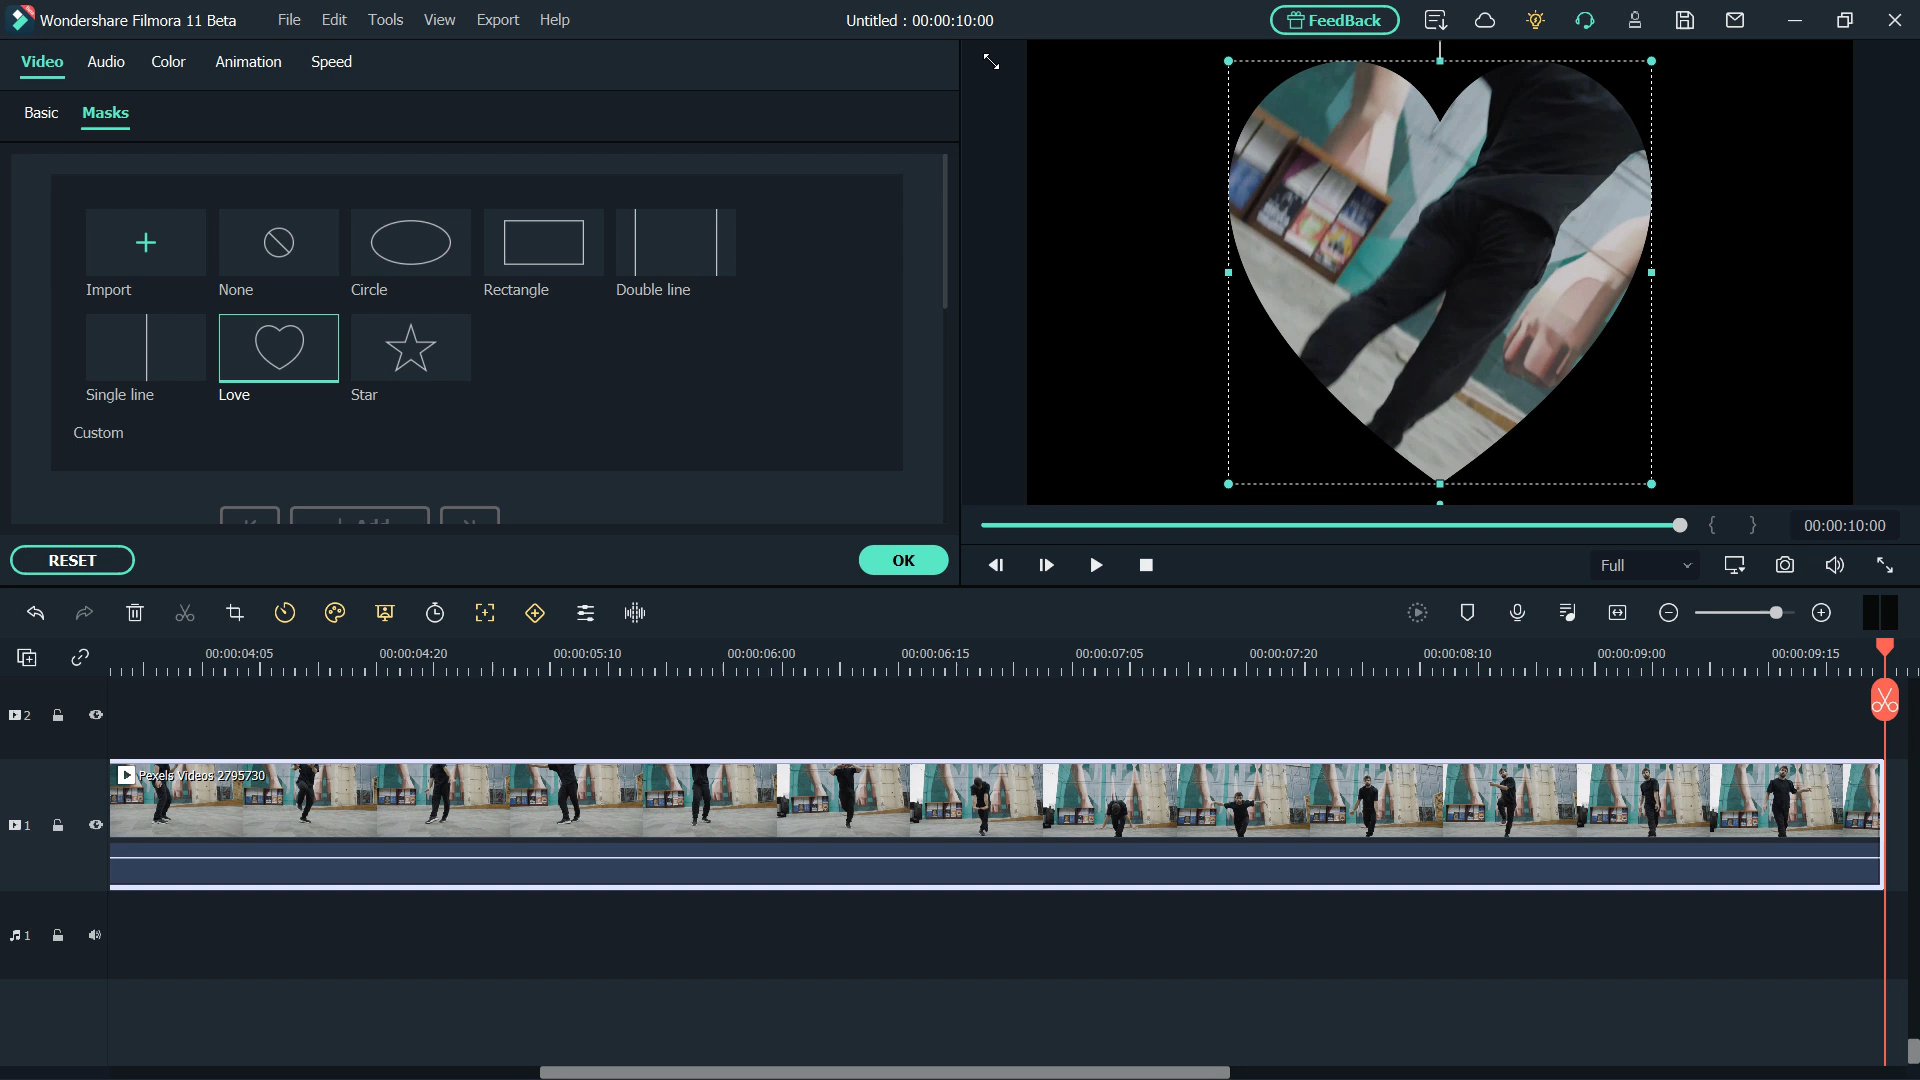 Wondershare Filmora 11 Beta File Edit Tools View Export Help Untitled : 00:00:10:00 FeedBack
Video Audio Color Animation Speed
Basic Masks
Import None Circle Rectangle Double line
Single line Love Star
Custom
RESET OK
{ } 00:00:10:00
Full
00:00:04:05 00:00:04:20 00:00:05:10 00:00:06:00 00:00:06:15 00:00:07:05 00:00:07:20 00:00:08:10 00:00:09:00 00:00:09:15
2
Pexels Videos 2795730
1
1